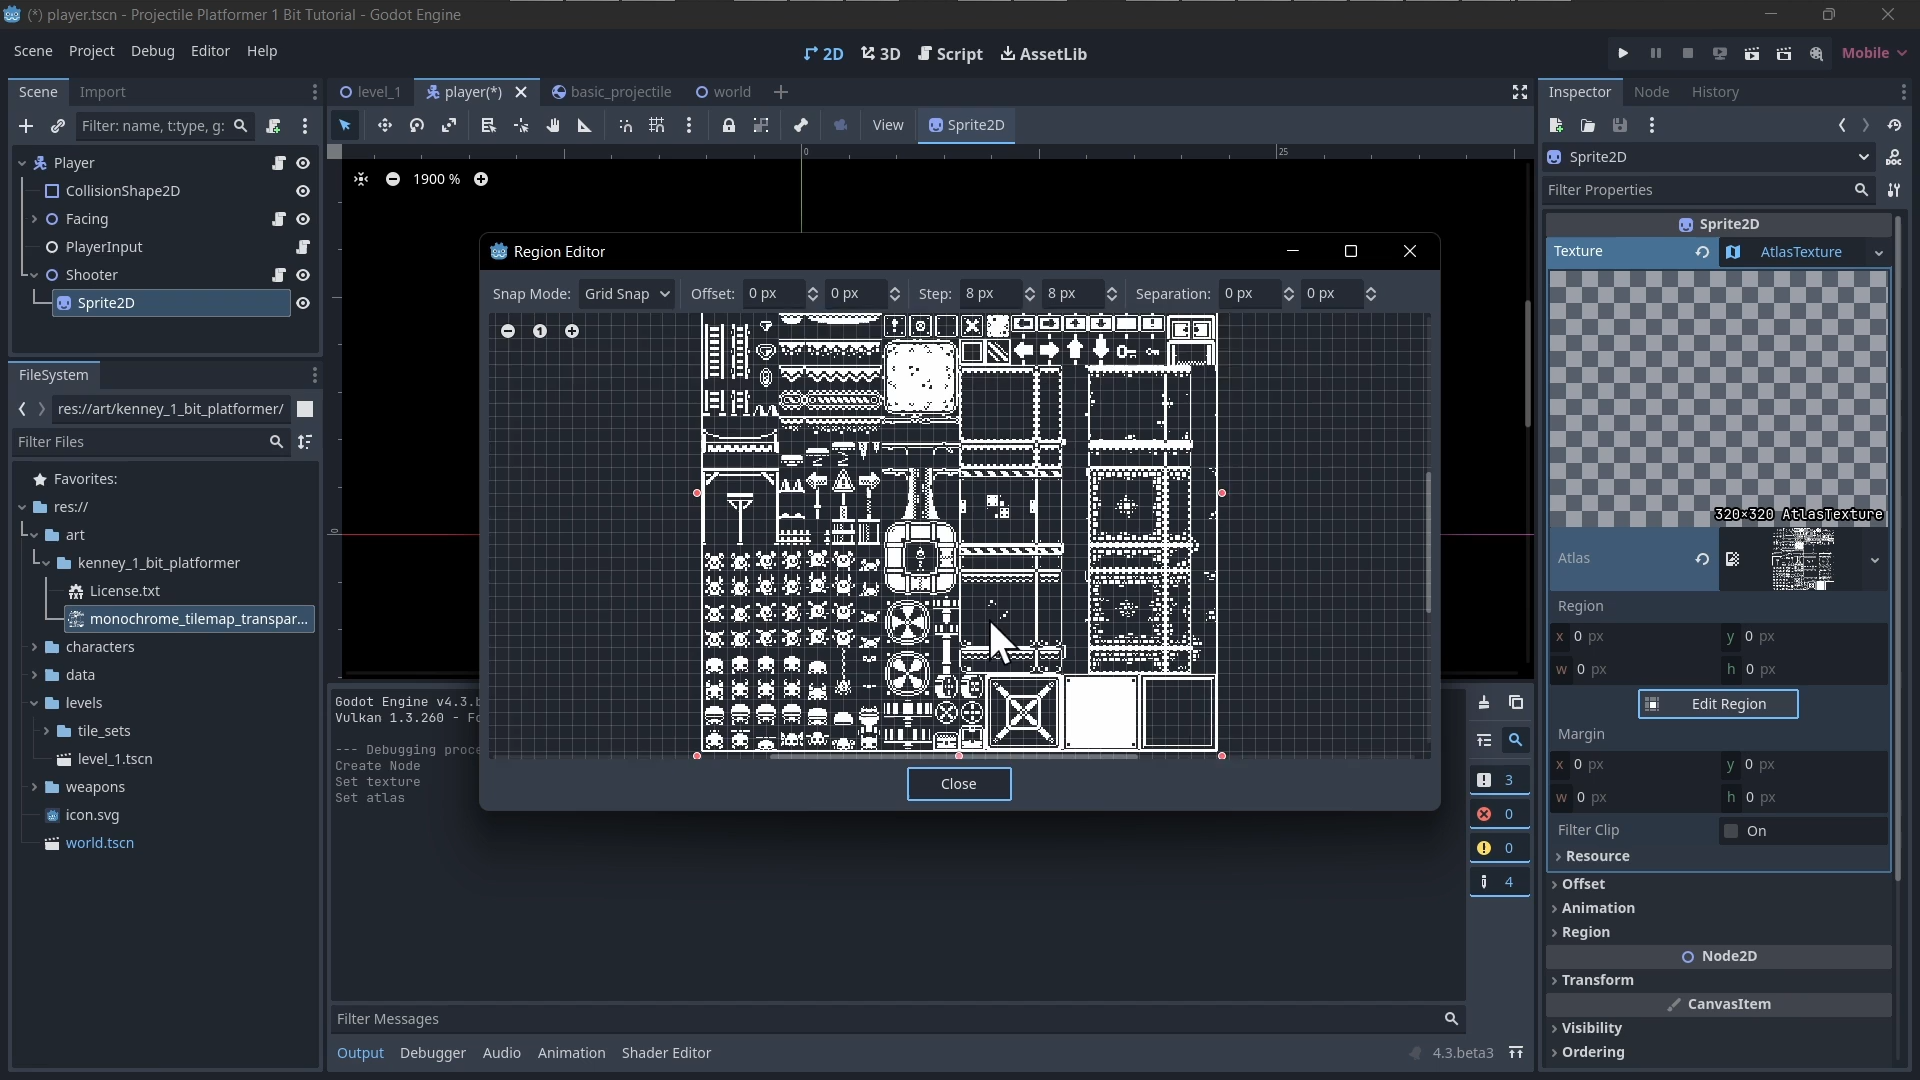 (*) player.tscn - Projectile Platformer 1 Bit Tutorial - Godot Engine
Scene Project Debug Editor Help
2D 3D Script AssetLib
Mobile
Scene Import
level_1 player(*) basic_projectile world
Inspector Node History
Filter: name, t:type, g:
View Sprite2D
Sprite2D
Filter Properties
0 25
1900 %
0
Player
CollisionShape2D
Facing
PlayerInput
Shooter
Sprite2D
FileSystem
res://art/kenney_1_bit_platformer/
Filter Files
Favorites:
res://
art
kenney_1_bit_platformer
License.txt
monochrome_tilemap_transpar...
characters
data
levels
tile_sets
level_1.tscn
weapons
icon.svg
world.tscn
Region Editor
Snap Mode: Grid Snap Offset: 0 px 0 px Step: 8 px 8 px Separation: 0 px 0 px
1
Close
Godot Engine v4.3.b
Vulkan 1.3.260 - Fo
--- Debugging proce
Create Node
Set texture
Set atlas
3
0
0
4
Filter Messages
Output Debugger Audio Animation Shader Editor
4.3.beta3
Sprite2D
Texture AtlasTexture
320×320 AtlasTexture
Atlas
Region
x 0 px y 0 px
w 0 px h 0 px
Edit Region
Margin
x 0 px y 0 px
w 0 px h 0 px
Filter Clip On
Resource
Offset
Animation
Region
Node2D
Transform
CanvasItem
Visibility
Ordering